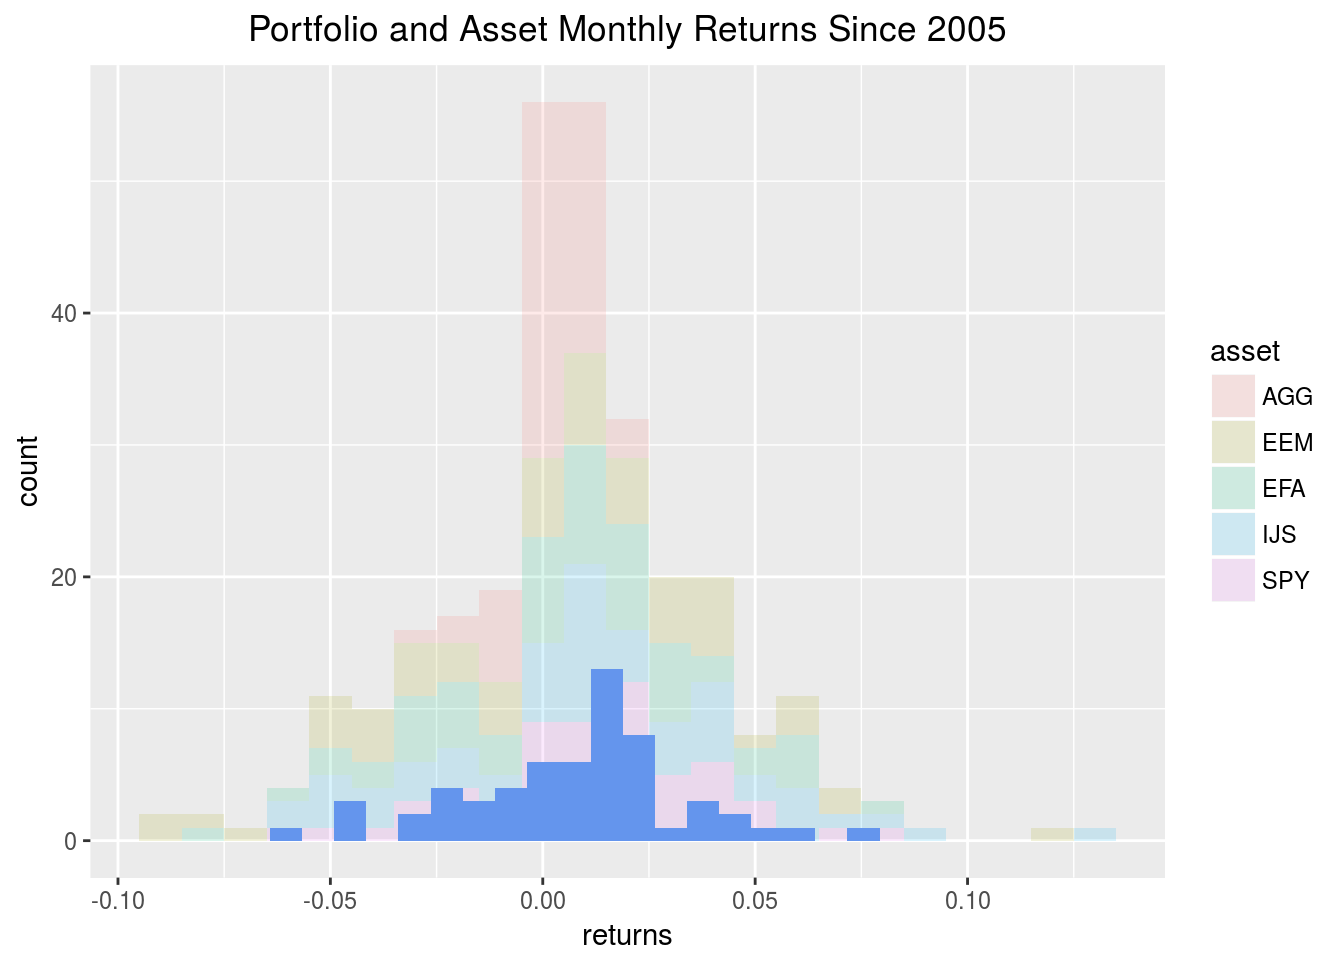 Portfolio and Asset Monthly Returns Since 2005
count
40
20
0
-0.10
-0.05
0.00
0.05
0.10
returns
asset
AGG
EEM
EFA
IJS
SPY